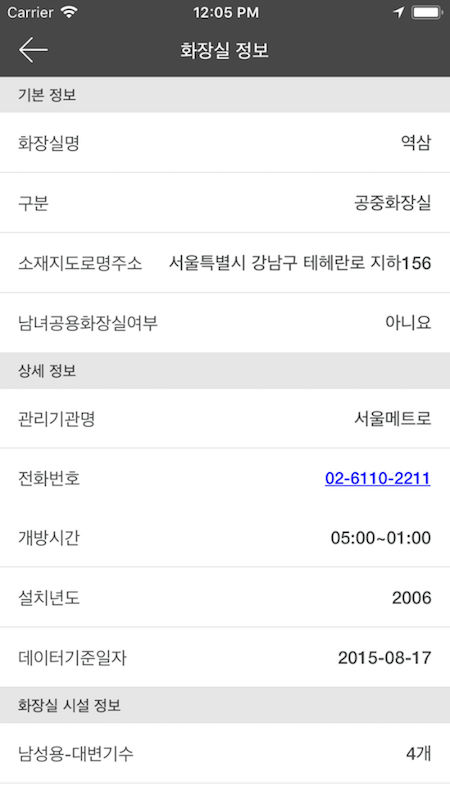 Carrier 12:05 PM
화장실 정보
기본 정보
화장실명 역삼
구분 공중화장실
소재지도로명주소 서울특별시 강남구 테헤란로 지하156
남녀공용화장실여부 아니요
상세 정보
관리기관명 서울메트로
전화번호 02-6110-2211
개방시간 05:00~01:00
설치년도 2006
데이터기준일자 2015-08-17
화장실 시설 정보
남성용-대변기수 4개